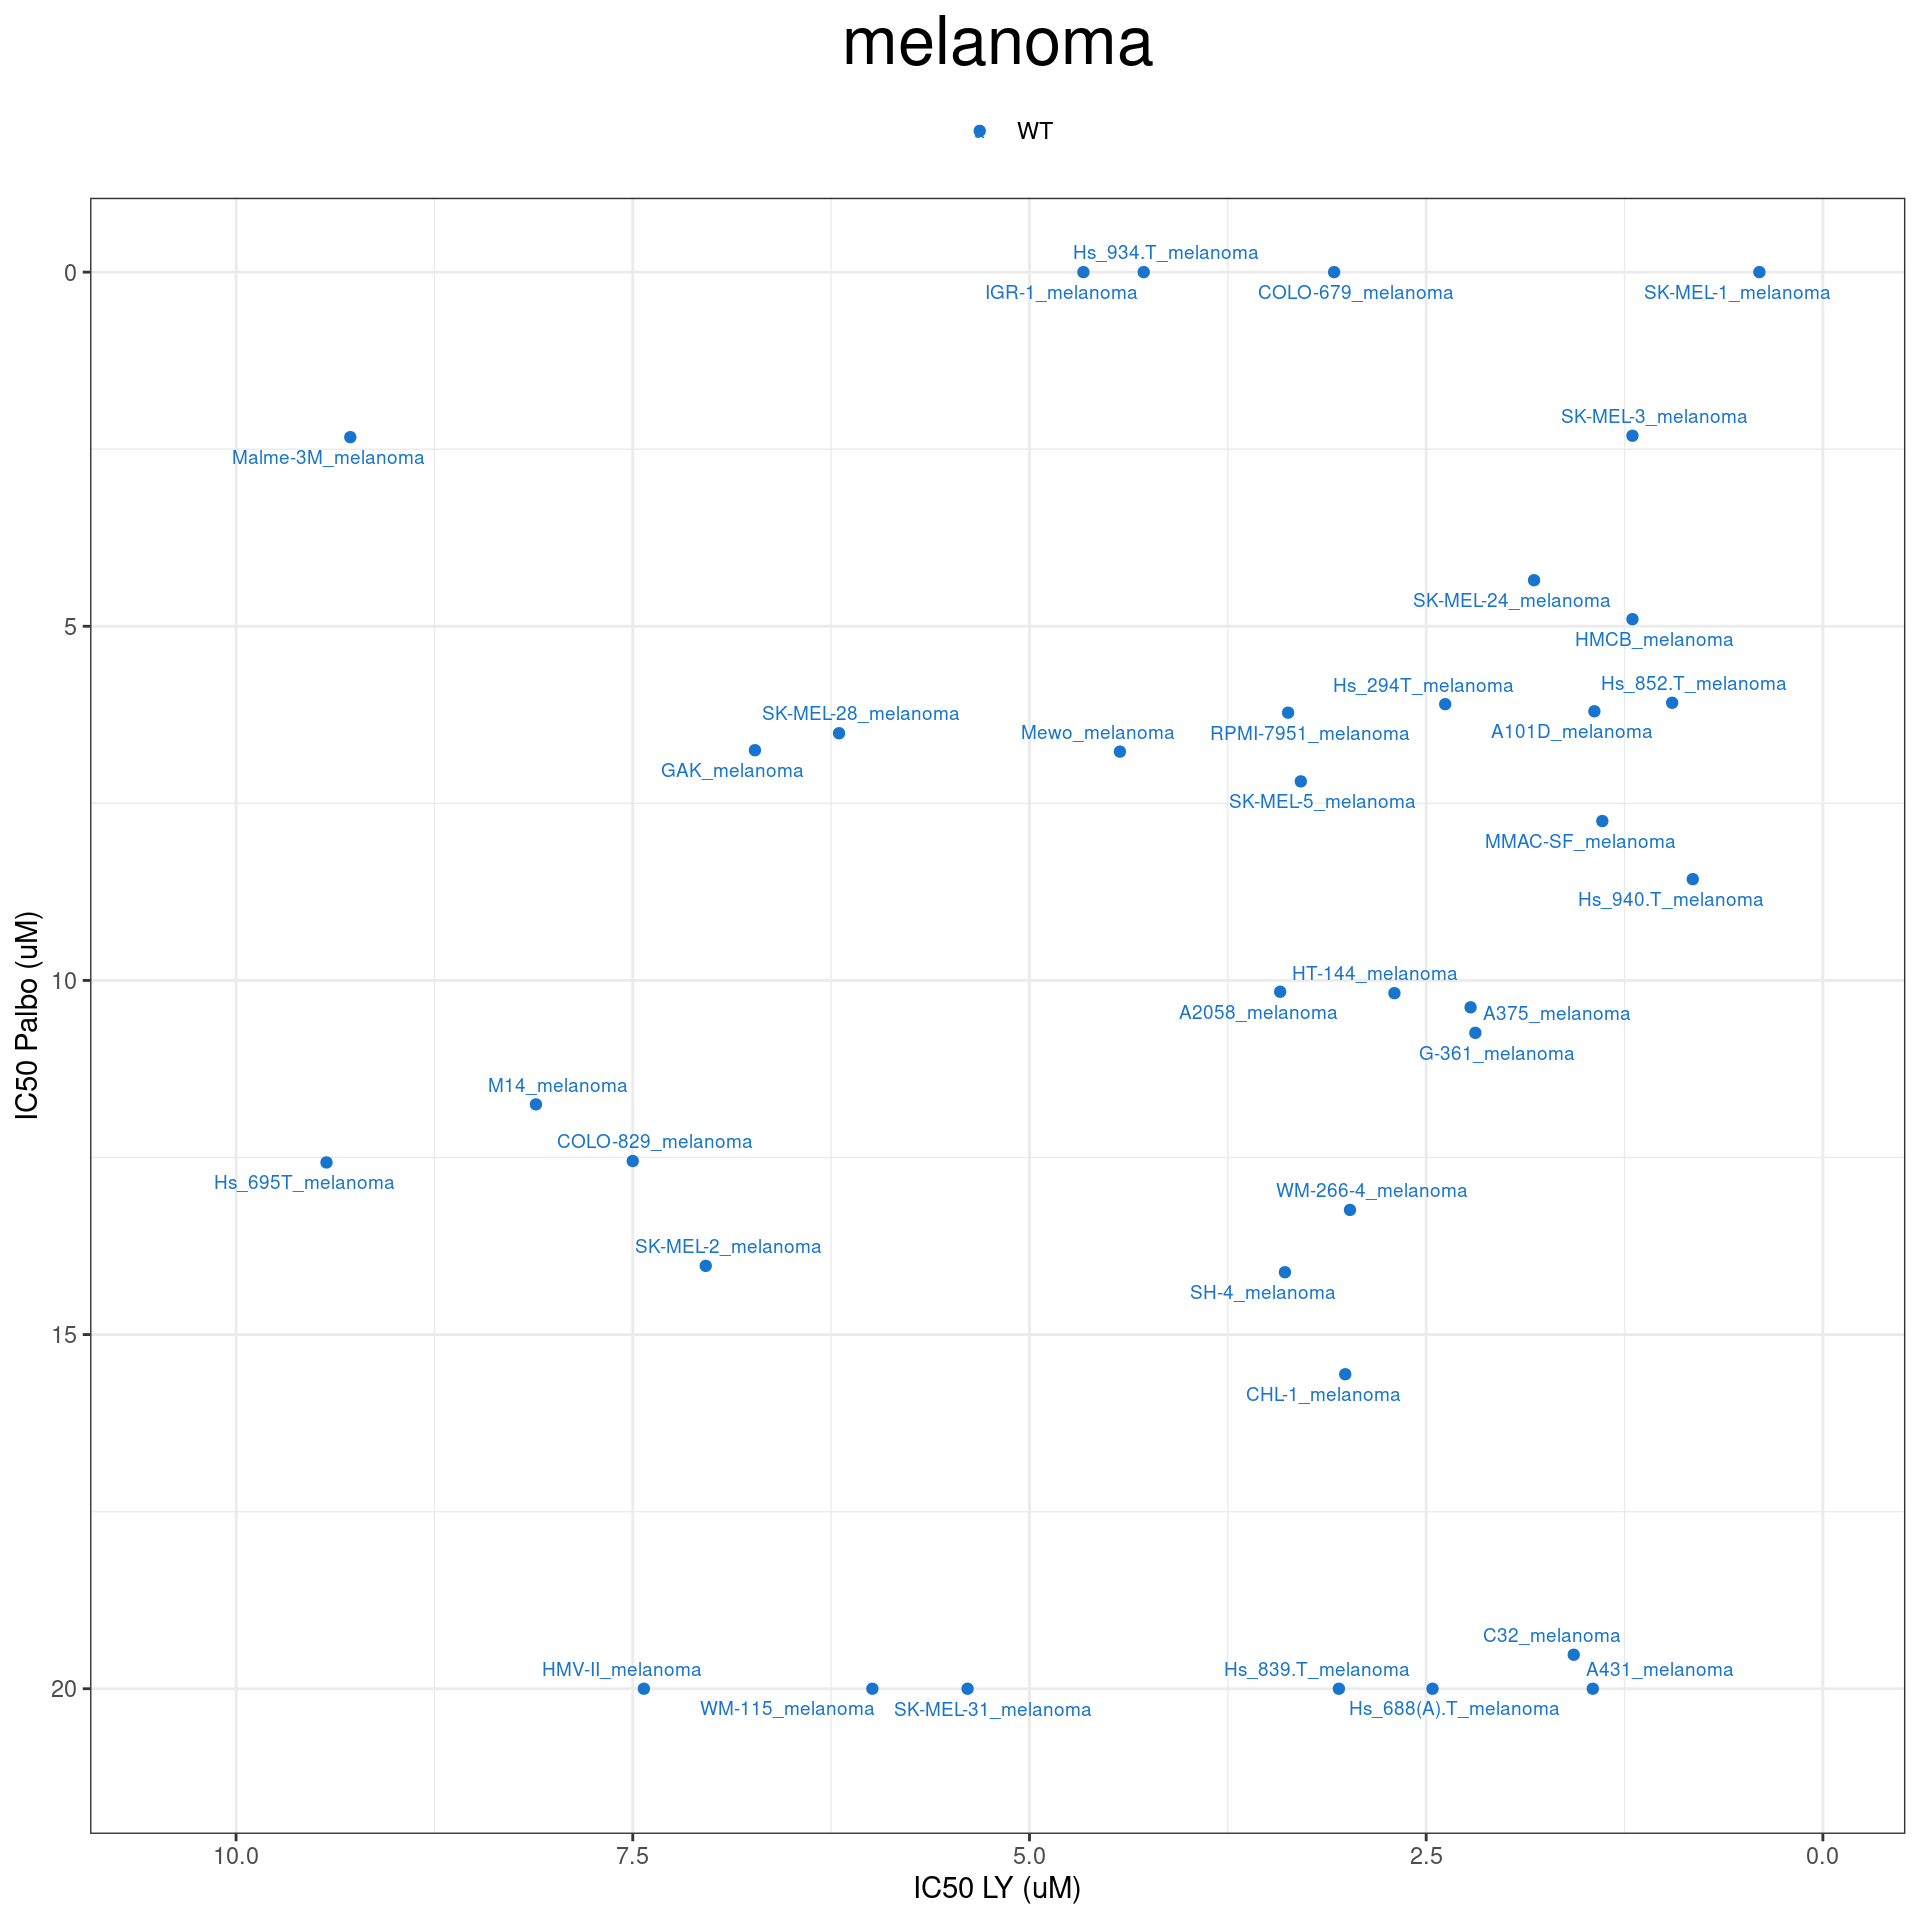 melanoma
WT
Hs_934.T_melanoma
IGR-1_melanoma
COLO-679_melanoma
SK-MEL-1_melanoma
SK-MEL-3_melanoma
Malme-3M_melanoma
SK-MEL-24_melanoma
HMCB_melanoma
Hs_852.T_melanoma
Hs_294T_melanoma
SK-MEL-28_melanoma
Mewo_melanoma
RPMI-7951_melanoma
A101D_melanoma
GAK_melanoma
SK-MEL-5_melanoma
MMAC-SF_melanoma
Hs_940.T_melanoma
HT-144_melanoma
A2058_melanoma
A375_melanoma
G-361_melanoma
M14_melanoma
COLO-829_melanoma
Hs_695T_melanoma
WM-266-4_melanoma
SK-MEL-2_melanoma
SH-4_melanoma
CHL-1_melanoma
C32_melanoma
HMV-II_melanoma
Hs_839.T_melanoma
A431_melanoma
WM-115_melanoma
SK-MEL-31_melanoma
Hs_688(A).T_melanoma
0
5
10
15
20
IC50 Palbo (uM)
10.0 7.5 5.0 2.5 0.0
IC50 LY (uM)